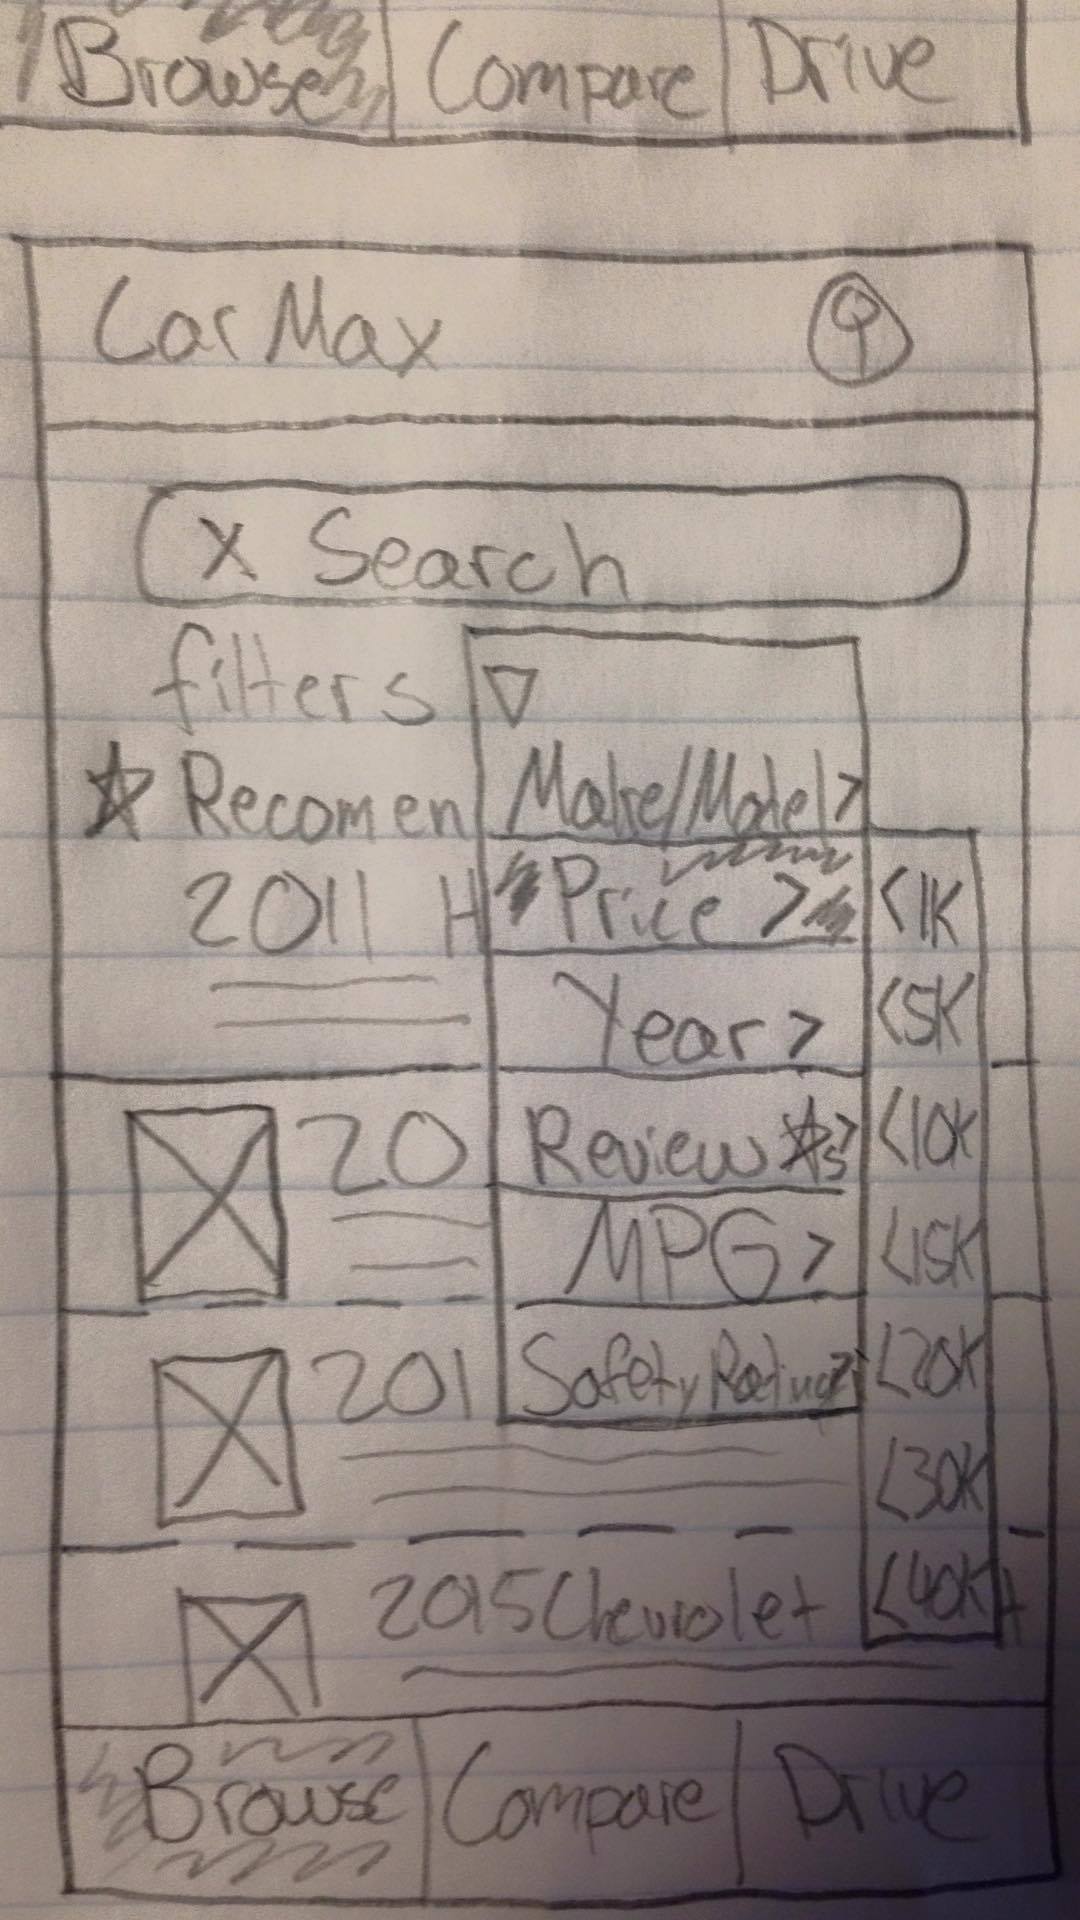 Browse Compare Drive
CarMax
X Search
filters
Recomen Make/Model >
2011 H Price > <1K
Year > <5K
20 Review s > <10K
MPG > <15K
201 Safety Rating > <20K
<30K
2015 Chevrolet <40K
Browse Compare Drive